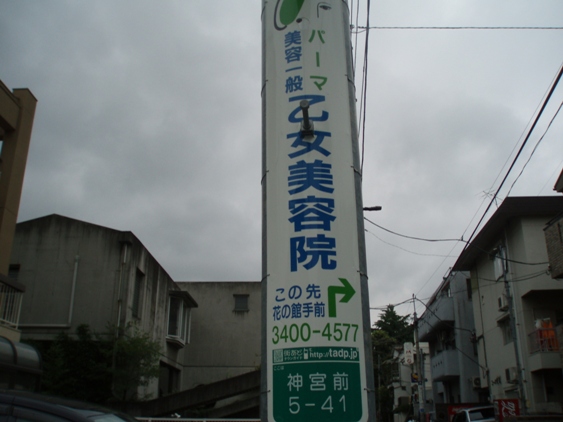 パーマ
美容一般
乙女美容院
この先
花の館手前
3400-4577
http://tadp.jp
神宮前
5-41